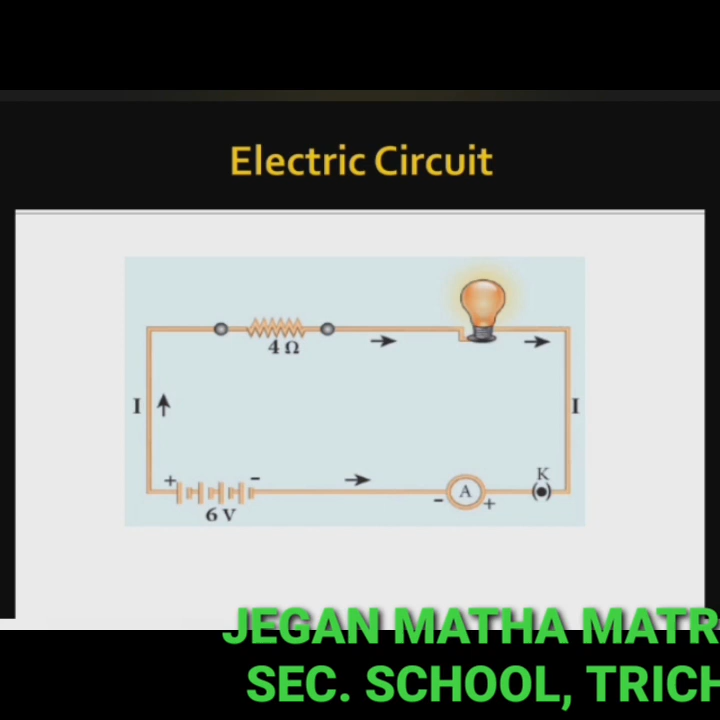 Electric Circuit
4 Ω
I
I
+
-
6 V
A
-
+
K
JEGAN MATHA MATR
SEC. SCHOOL, TRICH